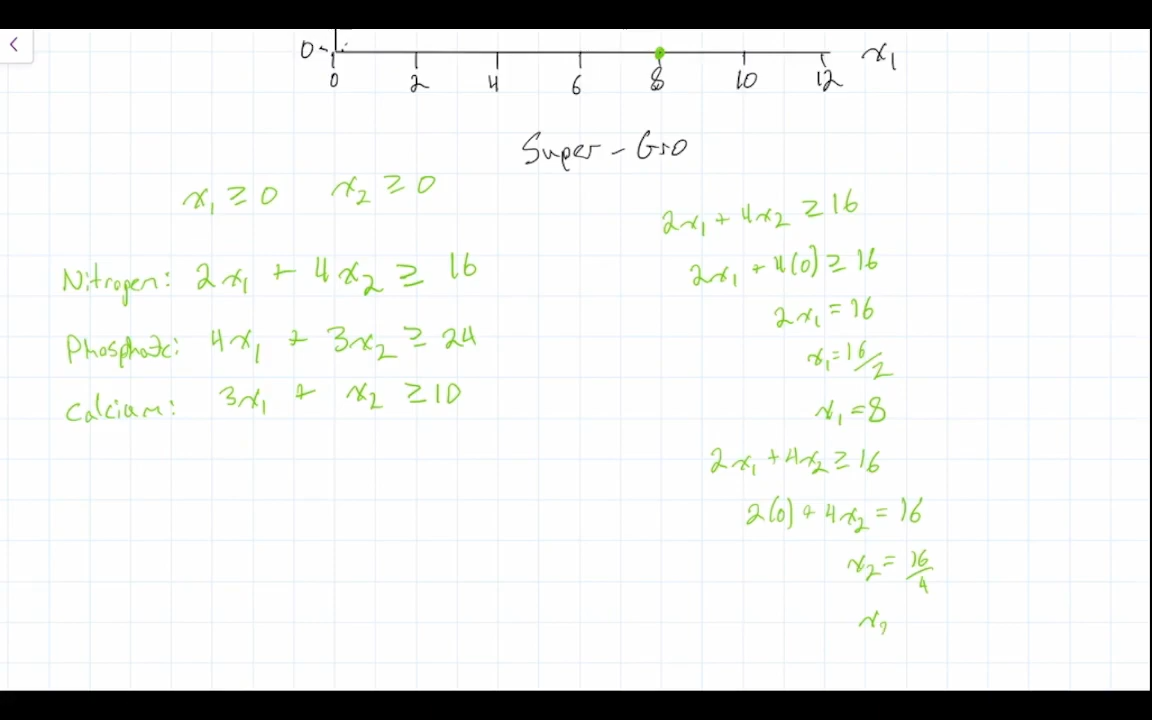 0
0 2 4 6 8 10 12 x₁
Super - Gro
x₁ ≥ 0 x₂ ≥ 0
Nitrogen: 2x₁ + 4x₂ ≥ 16
Phosphate: 4x₁ + 3x₂ ≥ 24
Calcium: 3x₁ + x₂ ≥ 10
2x₁ + 4x₂ ≥ 16
2x₁ + 4(0) ≥ 16
2x₁ = 16
x₁ = 16/2
x₁ = 8
2x₁ + 4x₂ ≥ 16
2(0) + 4x₂ = 16
x₂ = 16/4
x₂